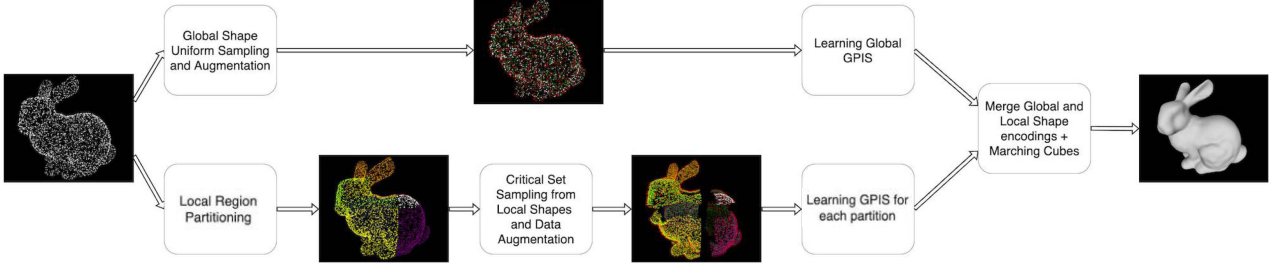 Global Shape
Uniform Sampling
and Augmentation
Learning Global
GPIS
Merge Global and
Local Shape
encodings +
Marching Cubes
Local Region
Partitioning
Critical Set
Sampling from
Local Shapes
and Data
Augmentation
Learning GPIS for
each partition